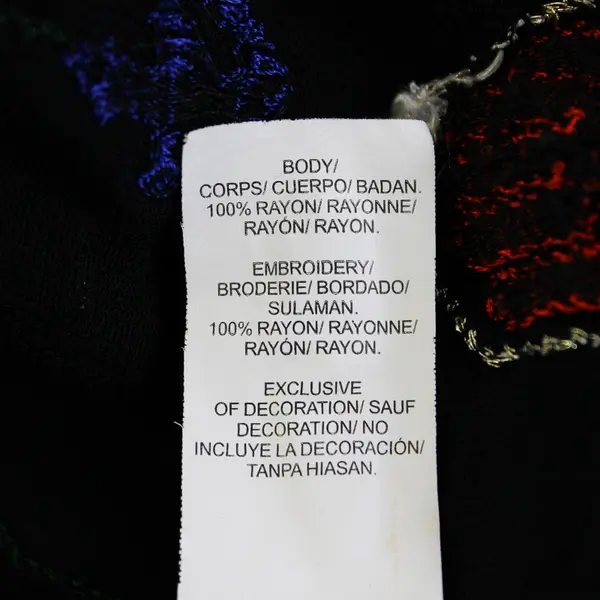 BODY/
CORPS/ CUERPO/ BADAN.
100% RAYON/ RAYONNE/
RAYÓN/ RAYON.
EMBROIDERY/
BRODERIE/ BORDADO/
SULAMAN.
100% RAYON/ RAYONNE/
RAYÓN/ RAYON.
EXCLUSIVE
OF DECORATION/ SAUF
DECORATION/ NO
INCLUYE LA DECORACIÓN/
TANPA HIASAN.